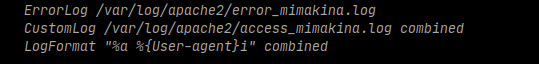 ErrorLog /var/log/apache2/error_mimakina.log
CustomLog /var/log/apache2/access_mimakina.log combined
LogFormat "%a %{User-agent}i" combined